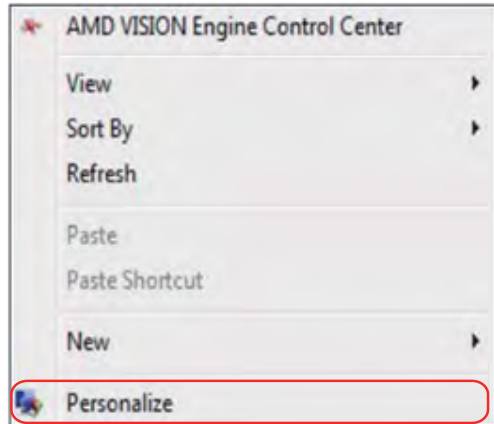 AMD VISION Engine Control Center
View
Sort By
Refresh
Paste
Paste Shortcut
New
Personalize